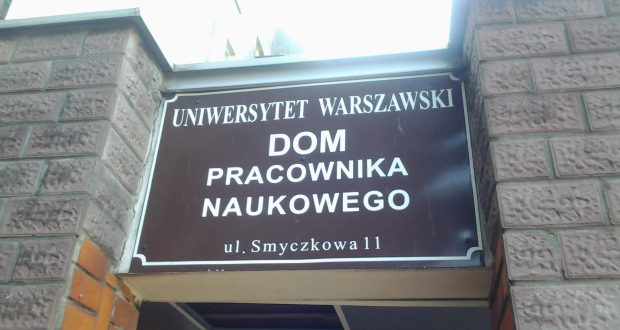 UNIWERSYTET WARSZAWSKI
DOM
PRACOWNIKA
NAUKOWEGO
ul. Smyczkowa 11